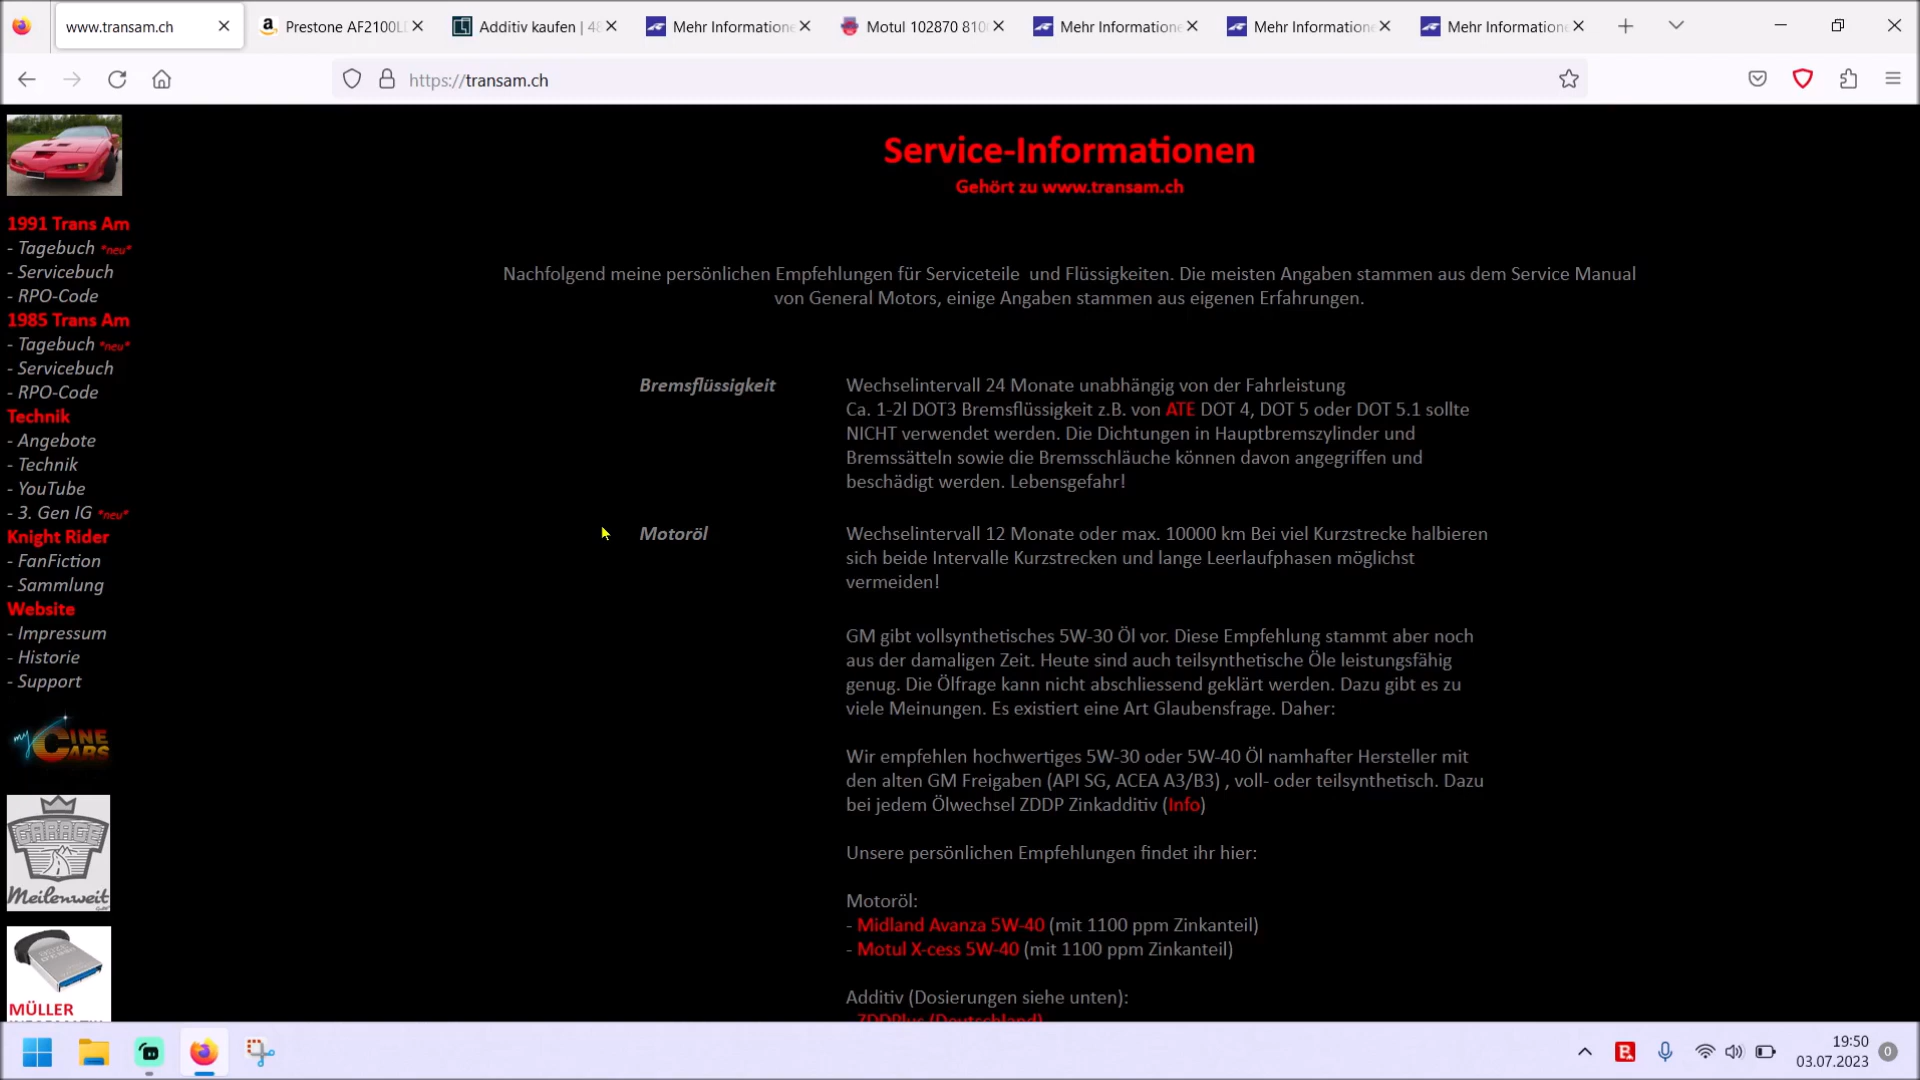 www.transam.ch
Prestone AF2100L
Additiv kaufen | 48
Mehr Informatione
Motul 102870 810
Mehr Informatione
Mehr Informatione
Mehr Informatione
https://transam.ch
Service-Informationen
Gehört zu www.transam.ch
1991 Trans Am
- Tagebuch *neu*
- Servicebuch
- RPO-Code
1985 Trans Am
- Tagebuch *neu*
- Servicebuch
- RPO-Code
Technik
- Angebote
- Technik
- YouTube
- 3. Gen IG *neu*
Knight Rider
- FanFiction
- Sammlung
Website
- Impressum
- Historie
- Support
my CINE
CARS
GARAGE
Meilenweit
MÜLLER
Nachfolgend meine persönlichen Empfehlungen für Serviceteile und Flüssigkeiten. Die meisten Angaben stammen aus dem Service Manual
von General Motors, einige Angaben stammen aus eigenen Erfahrungen.
Bremsflüssigkeit
Wechselintervall 24 Monate unabhängig von der Fahrleistung
Ca. 1-2l DOT3 Bremsflüssigkeit z.B. von ATE DOT 4, DOT 5 oder DOT 5.1 sollte
NICHT verwendet werden. Die Dichtungen in Hauptbremszylinder und
Bremssätteln sowie die Bremsschläuche können davon angegriffen und
beschädigt werden. Lebensgefahr!
Motoröl
Wechselintervall 12 Monate oder max. 10000 km Bei viel Kurzstrecke halbieren
sich beide Intervalle Kurzstrecken und lange Leerlaufphasen möglichst
vermeiden!
GM gibt vollsynthetisches 5W-30 Öl vor. Diese Empfehlung stammt aber noch
aus der damaligen Zeit. Heute sind auch teilsynthetische Öle leistungsfähig
genug. Die Ölfrage kann nicht abschliessend geklärt werden. Dazu gibt es zu
viele Meinungen. Es existiert eine Art Glaubensfrage. Daher:
Wir empfehlen hochwertiges 5W-30 oder 5W-40 Öl namhafter Hersteller mit
den alten GM Freigaben (API SG, ACEA A3/B3) , voll- oder teilsynthetisch. Dazu
bei jedem Ölwechsel ZDDP Zinkadditiv (Info)
Unsere persönlichen Empfehlungen findet ihr hier:
Motoröl:
- Midland Avanza 5W-40 (mit 1100 ppm Zinkanteil)
- Motul X-cess 5W-40 (mit 1100 ppm Zinkanteil)
Additiv (Dosierungen siehe unten):
ZDDPlus (Deutschland)
19:50
03.07.2023
0